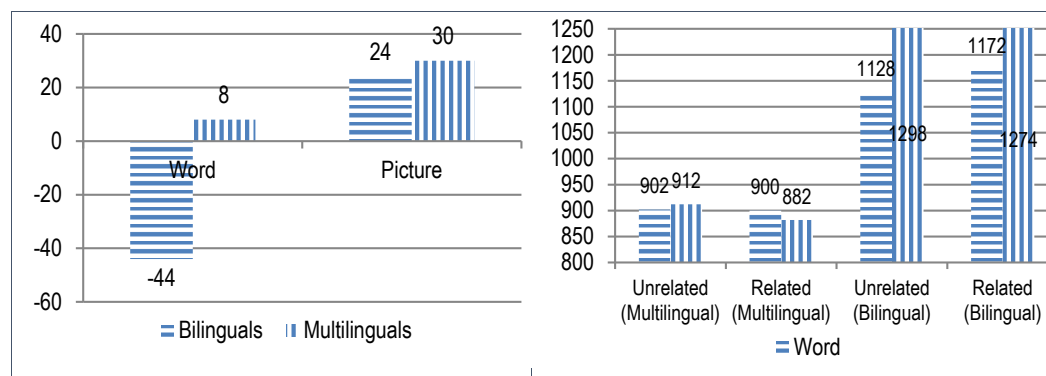 40
20
0
-20
-40
-60
24
30
8
-44
Word
Picture
Bilinguals
Multilinguals
1250
1200
1150
1100
1050
1000
950
900
850
800
902
912
900
882
1128
1298
1172
1274
Unrelated
(Multilingual)
Related
(Multilingual)
Unrelated
(Bilingual)
Related
(Bilingual)
Word